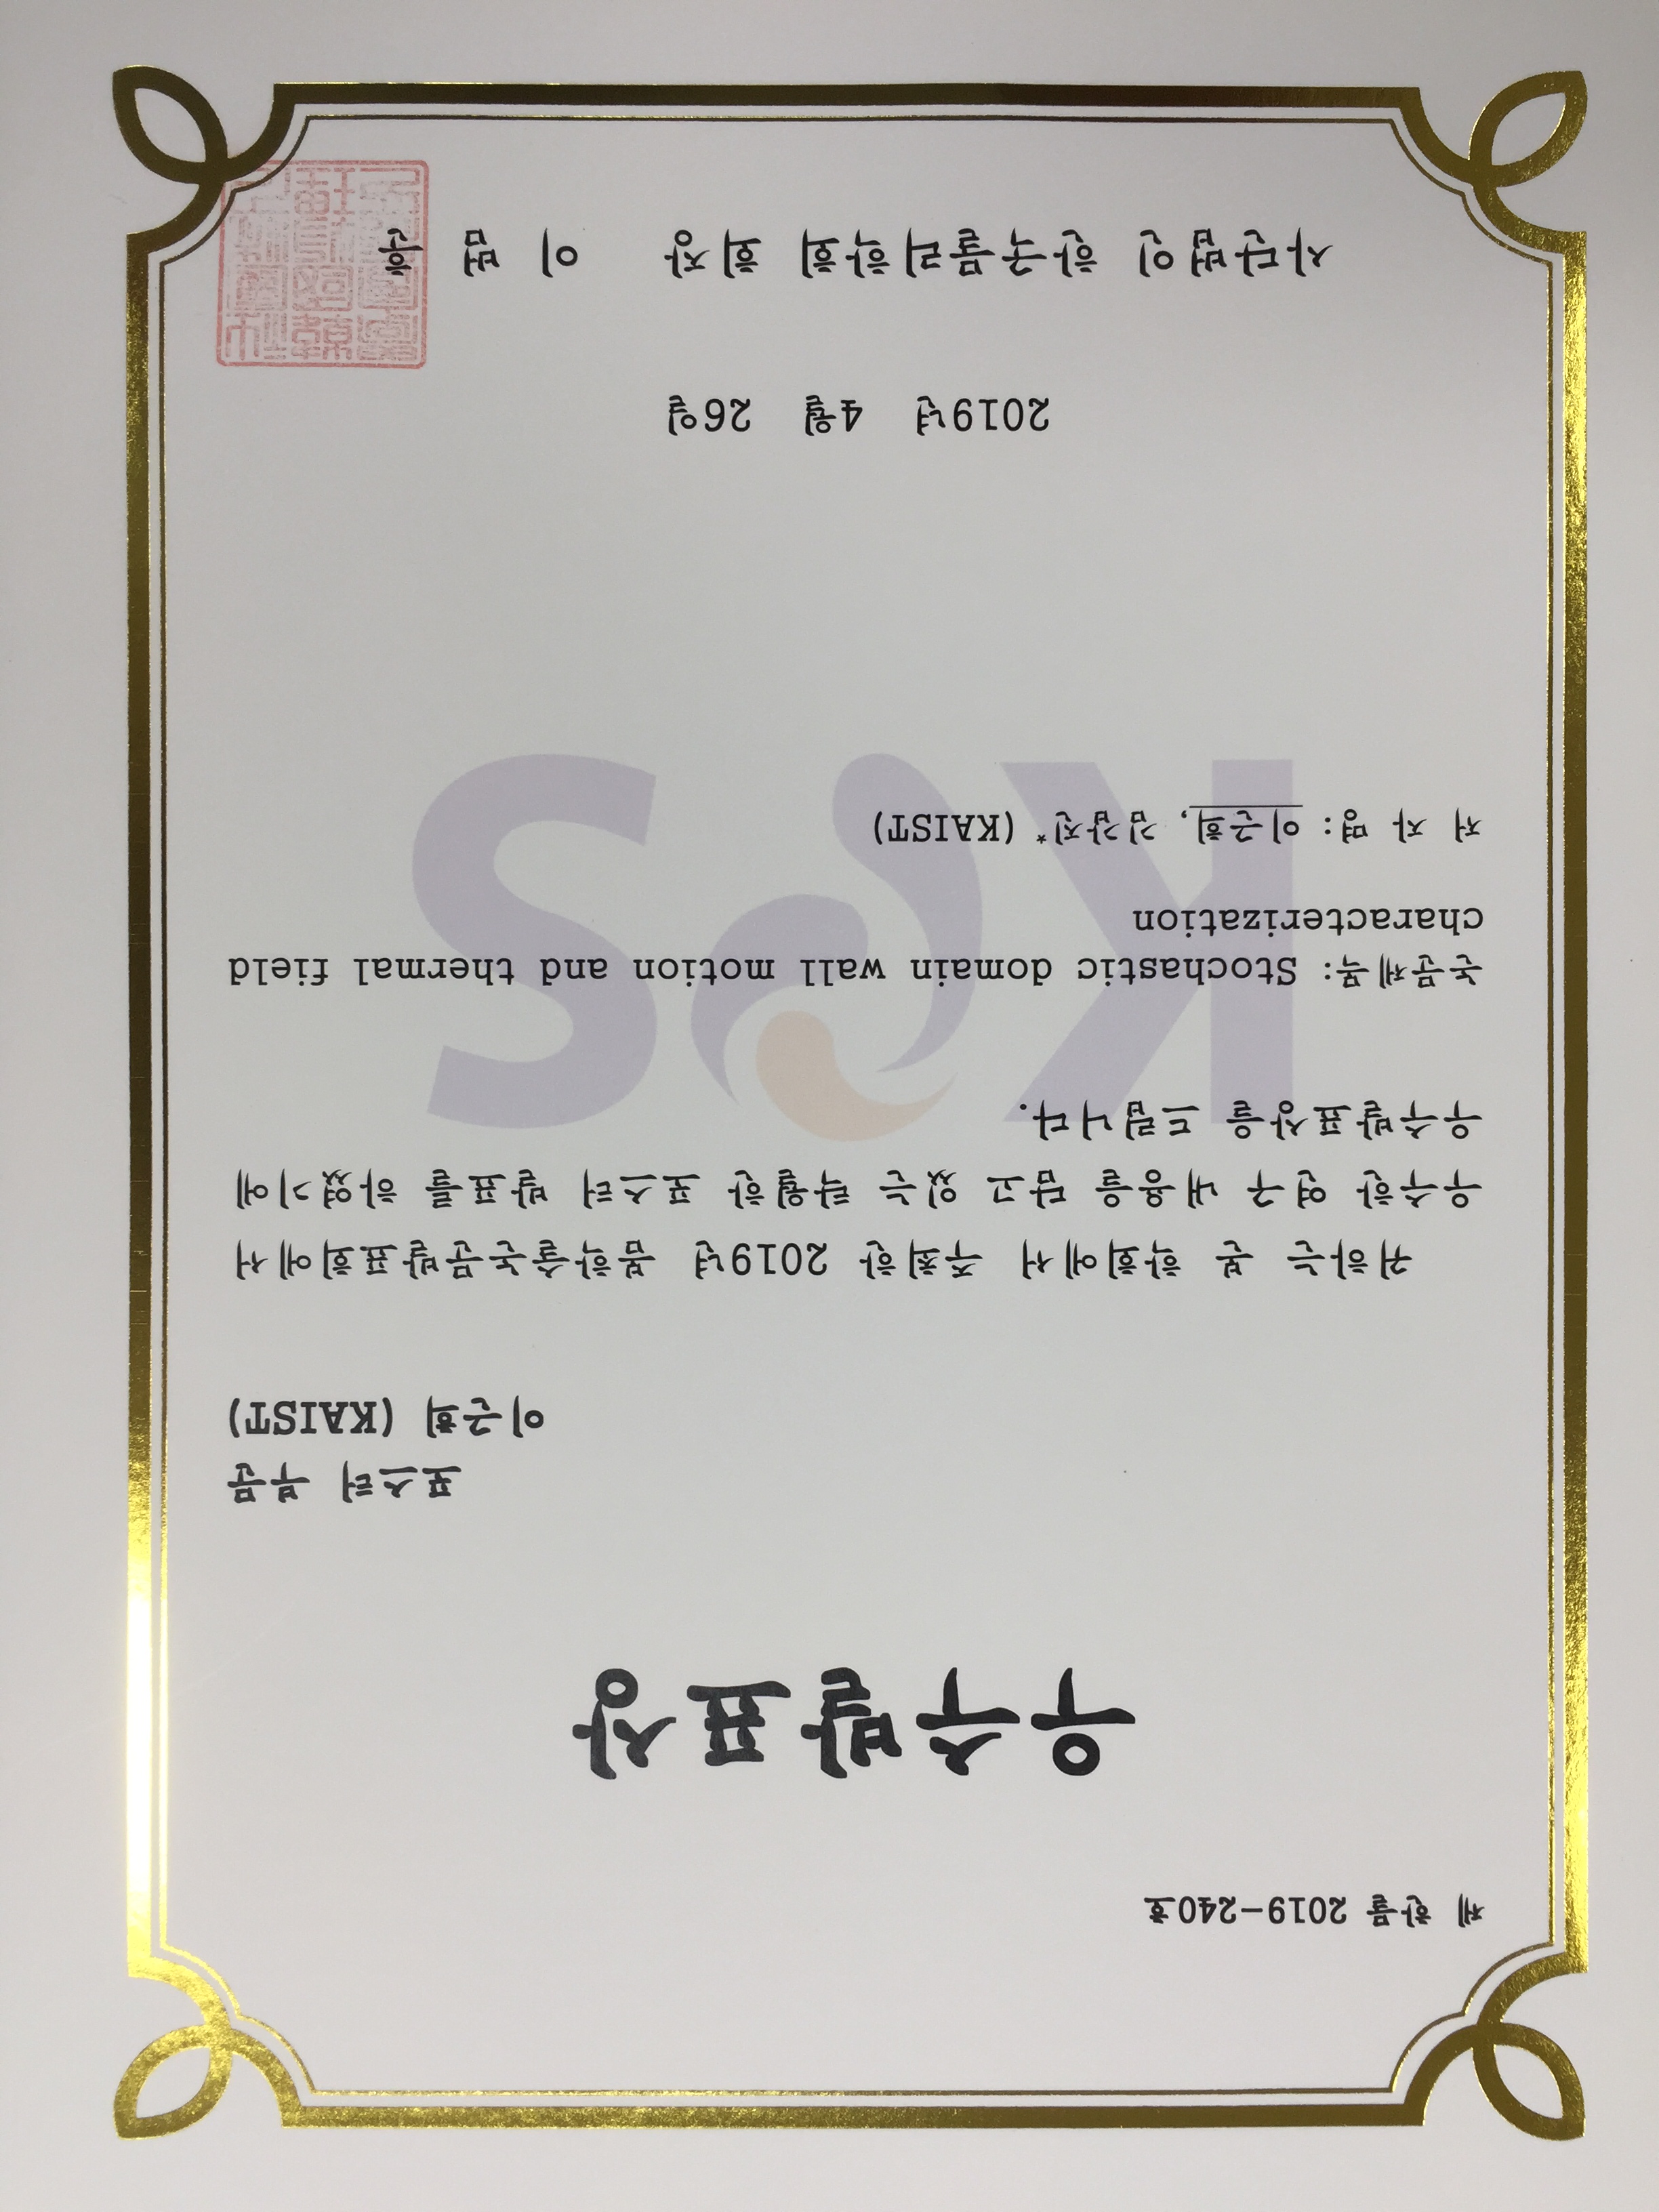 제 한물 2019-240호
우수발표상
포스터 부문
이근희 (KAIST)
귀하는 본 학회에서 주최한 2019년 봄학술논문발표회에서
우수한 연구 내용을 담고 있는 탁월한 포스터 발표를 하였기에
우수발표상을 드립니다.
KPS
논문제목: Stochastic domain wall motion and thermal field
characterization
저 자 명: 이근희, 김갑진* (KAIST)
2019년 4월 26일
사단법인 한국물리학회 회장 이 범 훈